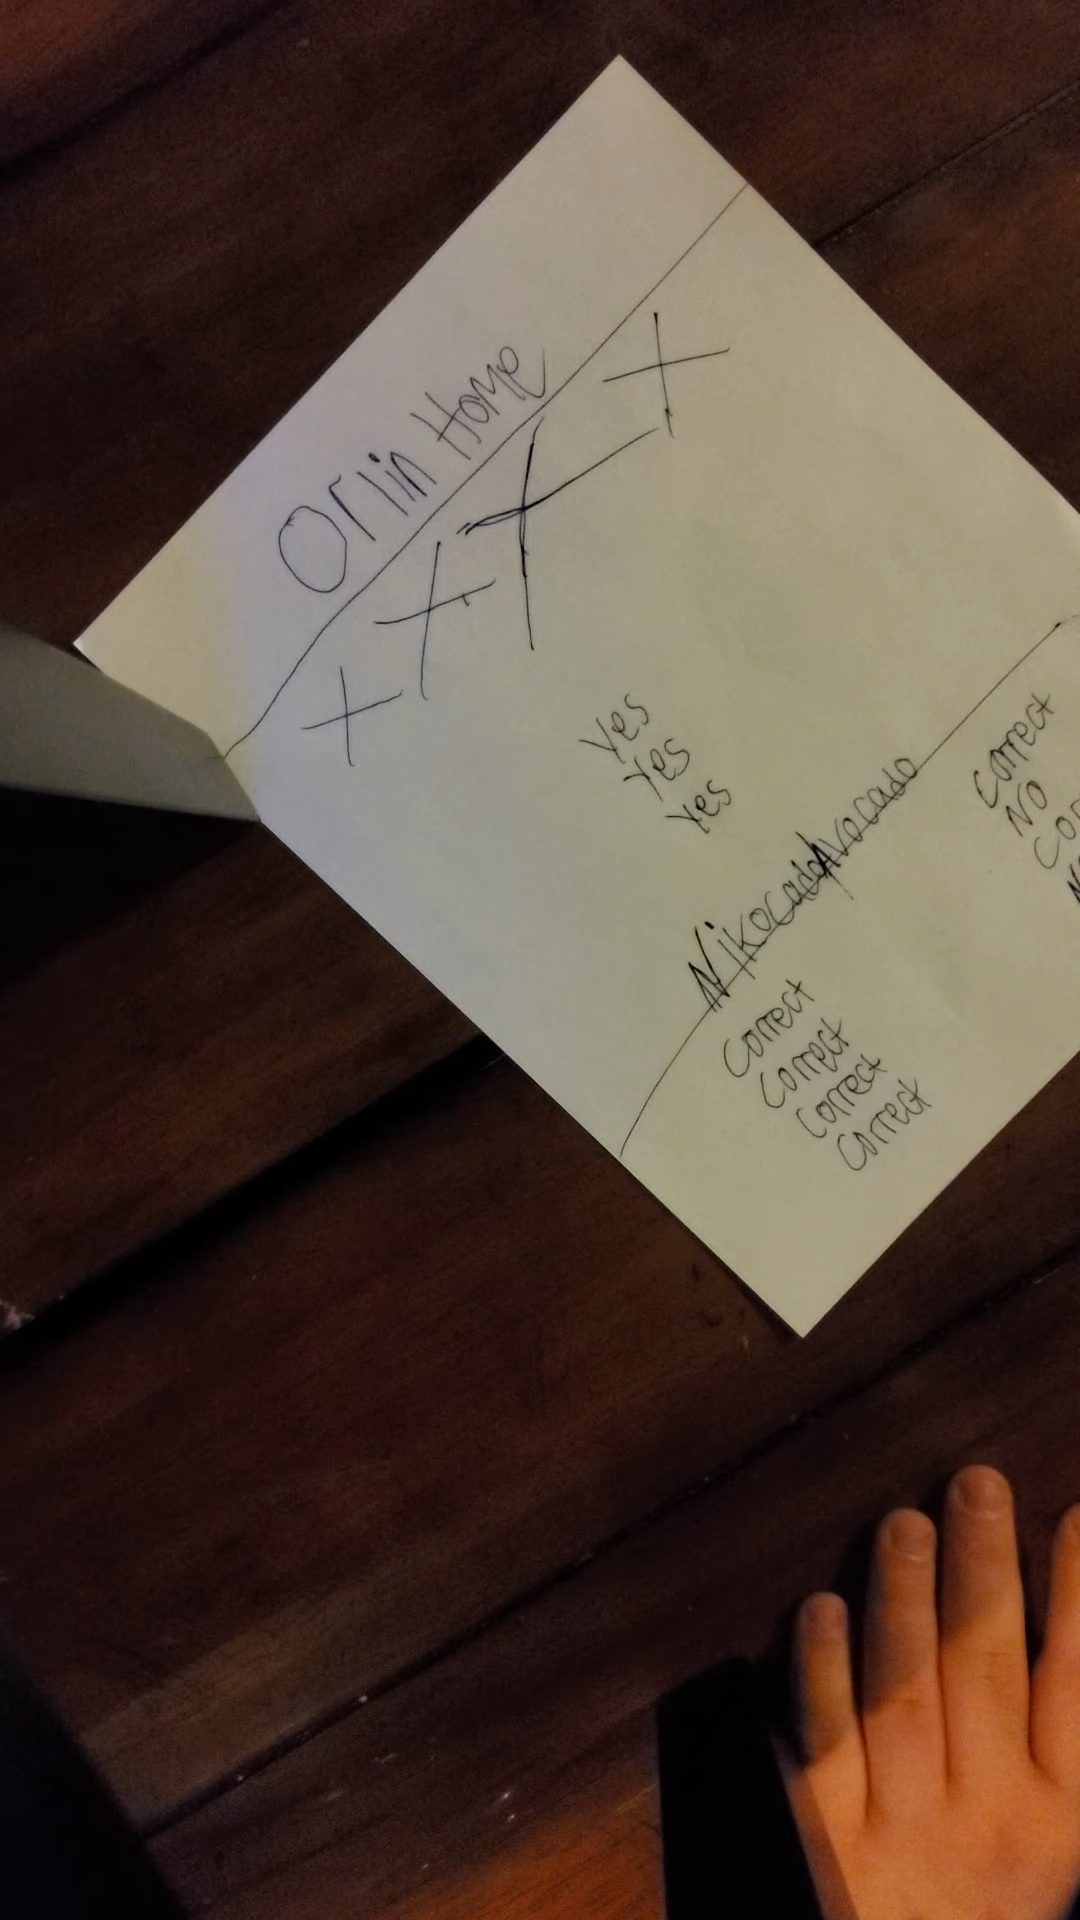 Orlin Home
X X X X
Yes
Yes
Yes
Nikocado Avocado
Correct
Correct
Correct
Correct
Correct
NO